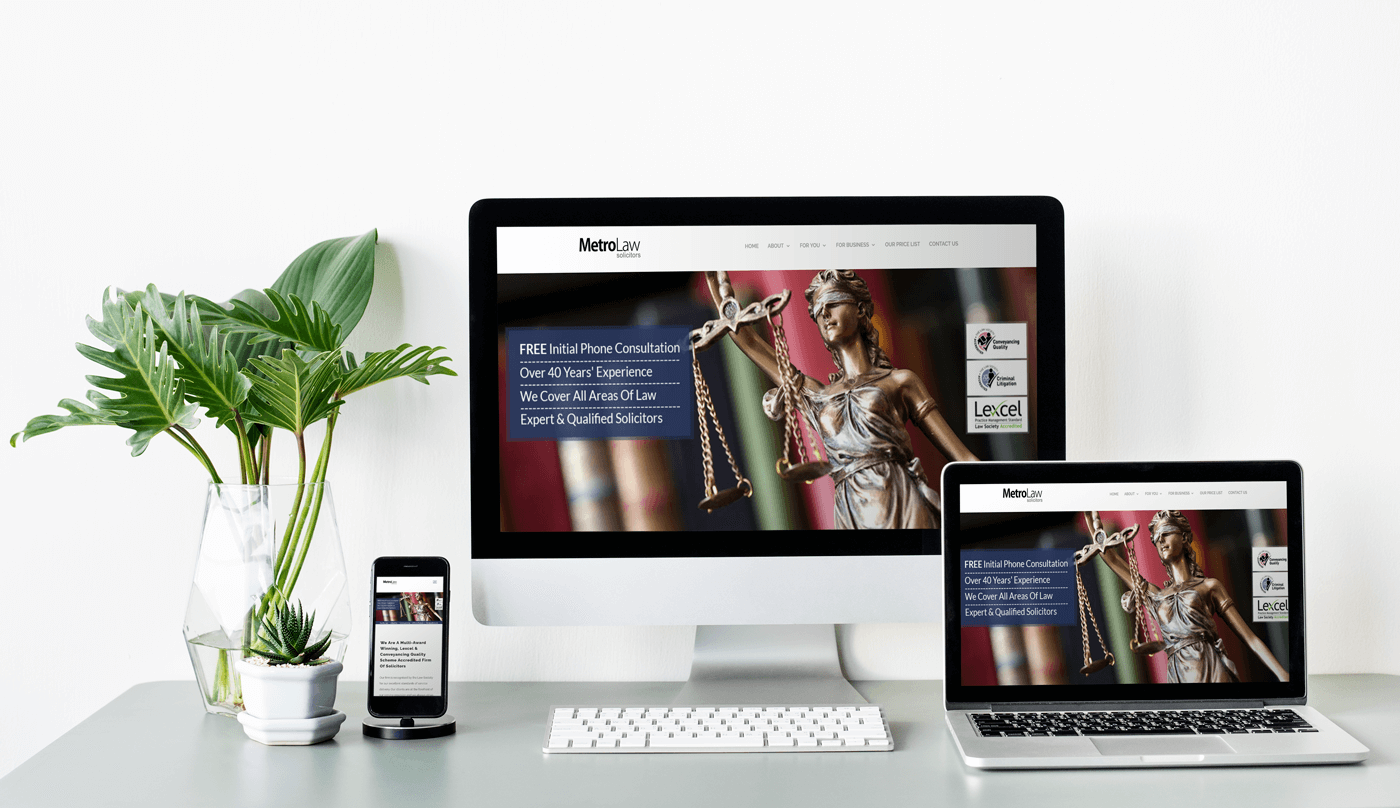 MetroLaw
solicitors
HOME ABOUT FOR YOU FOR BUSINESS OUR PRICE LIST CONTACT US
FREE Initial Phone Consultation
Over 40 Years' Experience
We Cover All Areas Of Law
Expert & Qualified Solicitors
Conveyancing
Quality
Criminal
Litigation
Lexcel
Practice Management Standard
Law Society Accredited
MetroLaw
solicitors
HOME ABOUT FOR YOU FOR BUSINESS OUR PRICE LIST CONTACT US
FREE Initial Phone Consultation
Over 40 Years' Experience
We Cover All Areas Of Law
Expert & Qualified Solicitors
Conveyancing
Quality
Criminal
Litigation
Lexcel
Law Society Accredited
MetroLaw
We Are A Multi-Award
Winning, Lexcel &
Conveyancing Quality
Scheme Accredited Firm
Of Solicitors